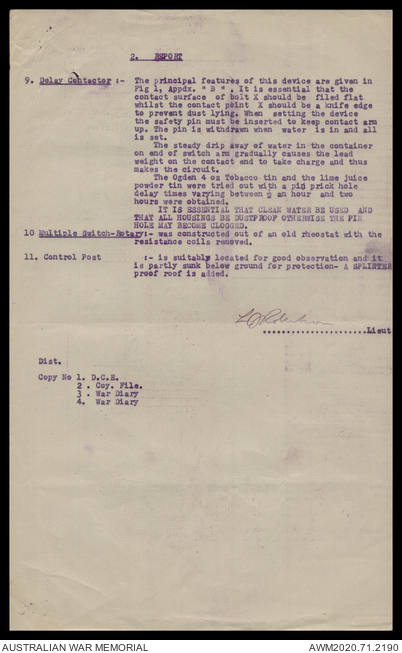 2. REPORT
9. Delay Contactor :- The principal features of this device are given in
Fig 1, Appdx. " B " . It is essential that the
contact surface of bolt X should be filed flat
whilst the contact point X should be a knife edge
to prevent dust lying. When setting the device
the safety pin must be inserted to keep contact arm
up. The pin is withdrawn when water is in and all
is set.
The steady drip away of water in the container
on end of switch arm gradually causes the lead
weight on the contact end to take charge and thus
makes the circuit.
The Ogden 4 oz Tobacco tin and the lime juice
powder tin were tried out with a pin prick hole
delay times varying between ½ an hour and two
hours were obtained.
IT IS ESSENTIAL THAT CLEAN WATER BE USED AND
THAT ALL HOUSINGS BE DUSTPROOF OTHERWISE THE PIN
HOLE MAY BECOME CLOGGED.
10 Multiple Switch-Rotary:- was constructed out of an old rheostat with the
resistance coils removed.
11. Control Post :- is suitably located for good observation and it
is partly sunk below ground for protection- A SPLINTER
proof roof is added.
.....................Lieut
Dist.
Copy No 1. D.C.E.
2 . Coy. File.
3 . War Diary
4. War Diary
AUSTRALIAN WAR MEMORIAL
AWM2020.71.2190